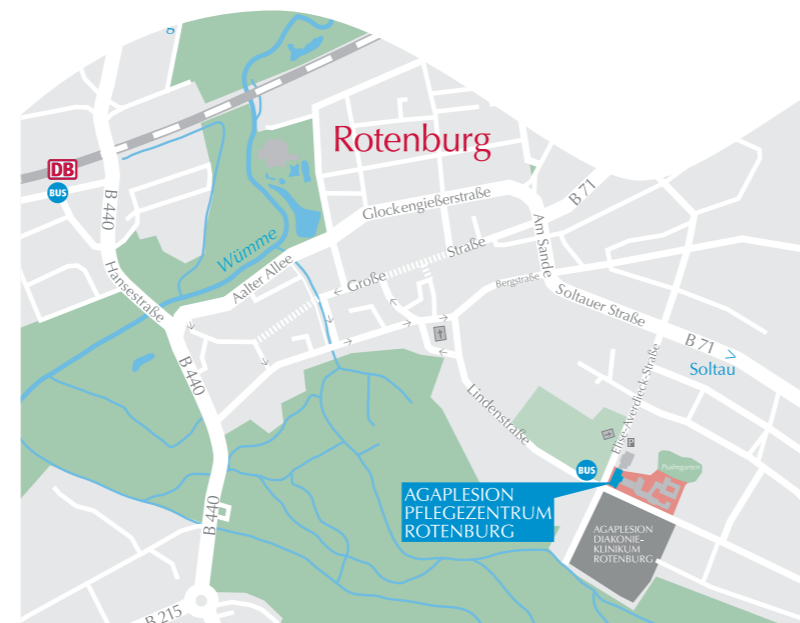 Rotenburg
DB
BUS
B 440
Hansestraße
Wümme
Aalter Allee
Glockengießerstraße
Große
Straße
Am Sande
B 71
Bergstraße
Soltauer Straße
B 71
Soltau
B 440
Lindenstraße
Elise-Averdieck-Straße
P
BUS
Psalmgarten
AGAPLESION
PFLEGEZENTRUM
ROTENBURG
AGAPLESION
DIAKONIE-
KLINIKUM
ROTENBURG
B 440
B 215